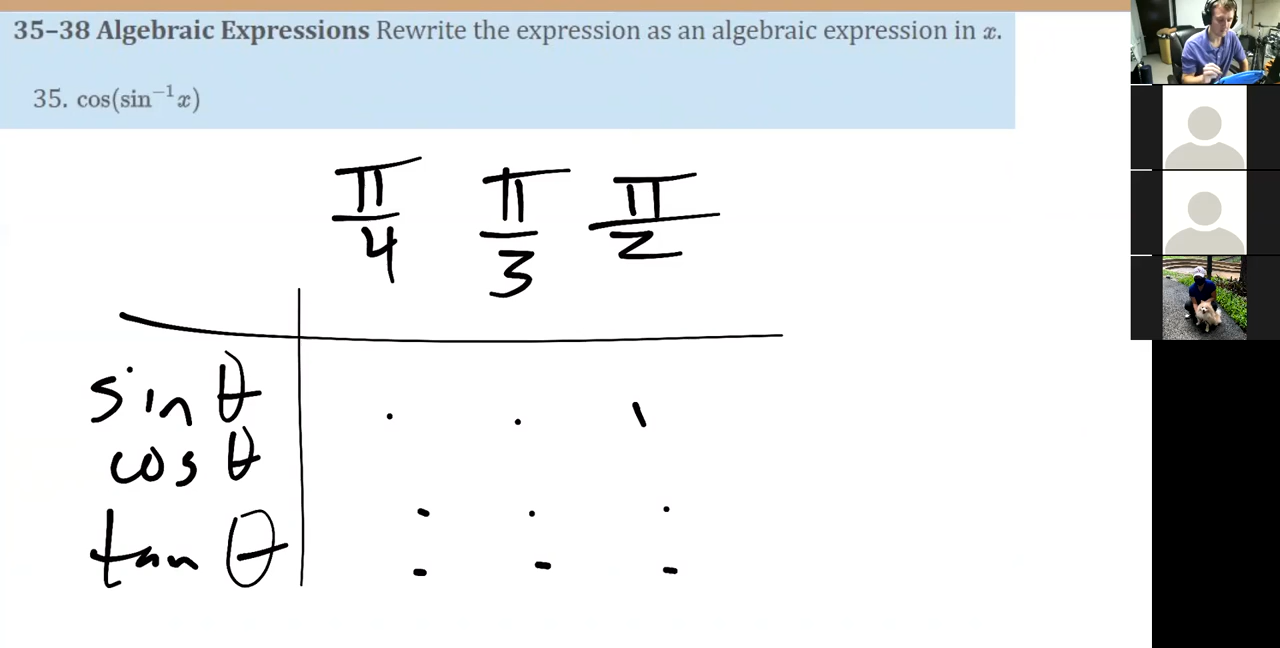 35–38 Algebraic Expressions Rewrite the expression as an algebraic expression in x.
35. cos(sin⁻¹x)
π/4 π/3 π/2
sin θ
cos θ
tan θ